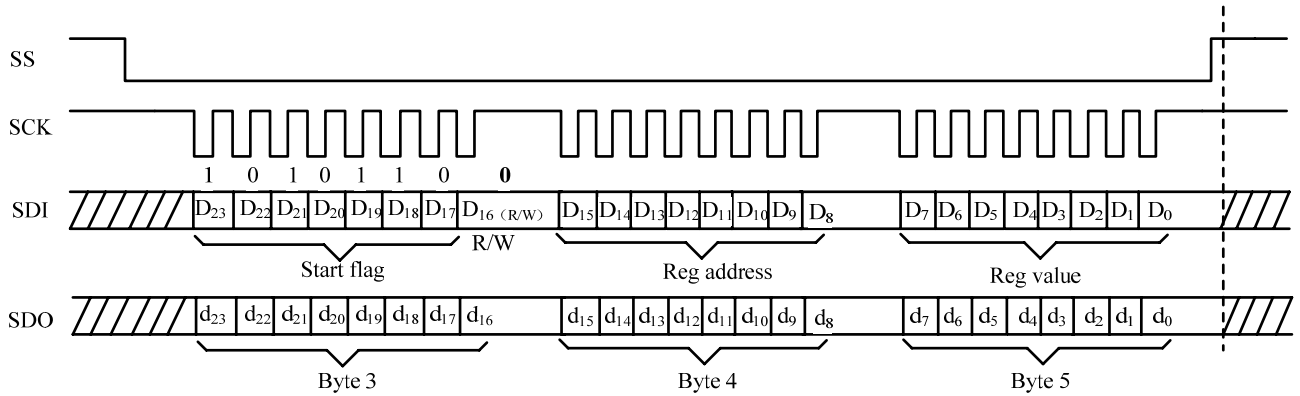 SS
SCK
1 0 1 0 1 1 0 0
SDI D23 D22 D21 D20 D19 D18 D17 D16 (R/W) D15 D14 D13 D12 D11 D10 D9 D8 D7 D6 D5 D4 D3 D2 D1 D0
R/W
Start flag Reg address Reg value
SDO d23 d22 d21 d20 d19 d18 d17 d16 d15 d14 d13 d12 d11 d10 d9 d8 d7 d6 d5 d4 d3 d2 d1 d0
Byte 3 Byte 4 Byte 5